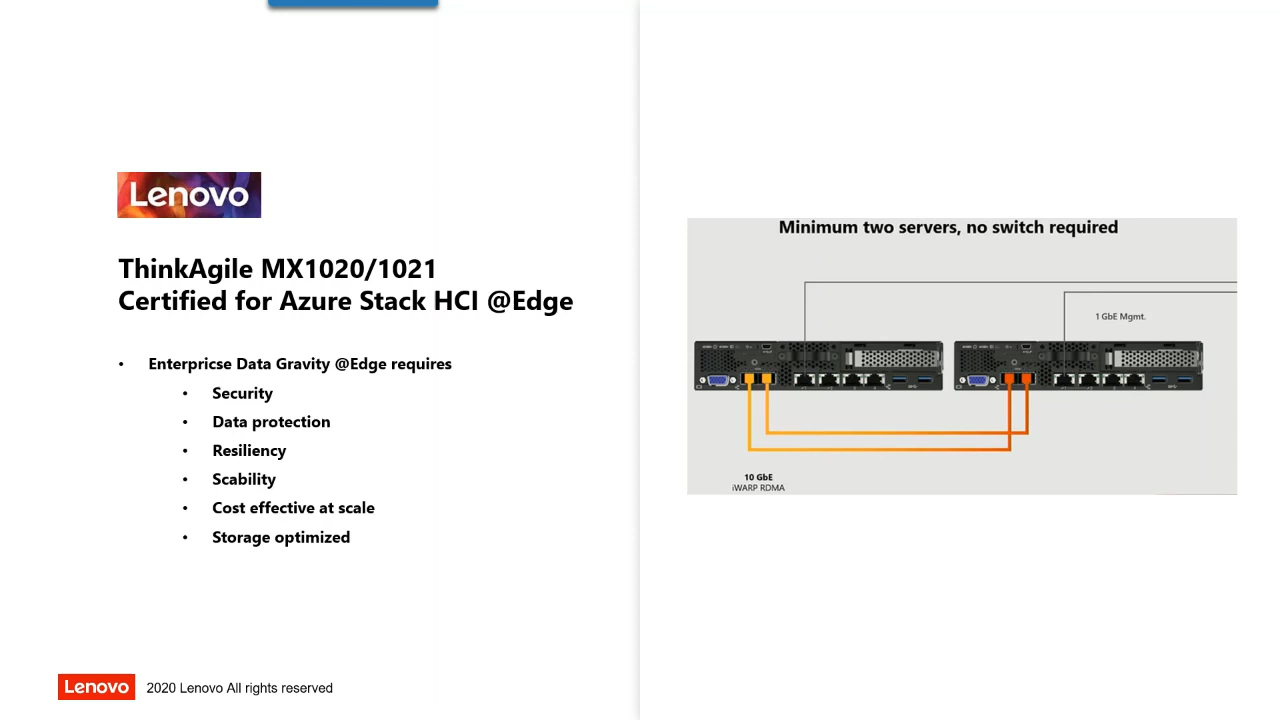 Lenovo
ThinkAgile MX1020/1021
Certified for Azure Stack HCI @Edge
• Enterpricse Data Gravity @Edge requires
• Security
• Data protection
• Resiliency
• Scability
• Cost effective at scale
• Storage optimized
Lenovo 2020 Lenovo All rights reserved
Minimum two servers, no switch required
1 GbE Mgmt.
10 GbE
iWARP RDMA